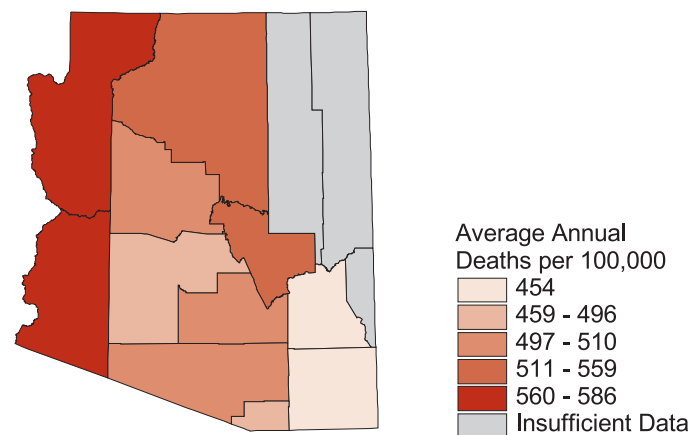 Average Annual
Deaths per 100,000
454
459 - 496
497 - 510
511 - 559
560 - 586
Insufficient Data